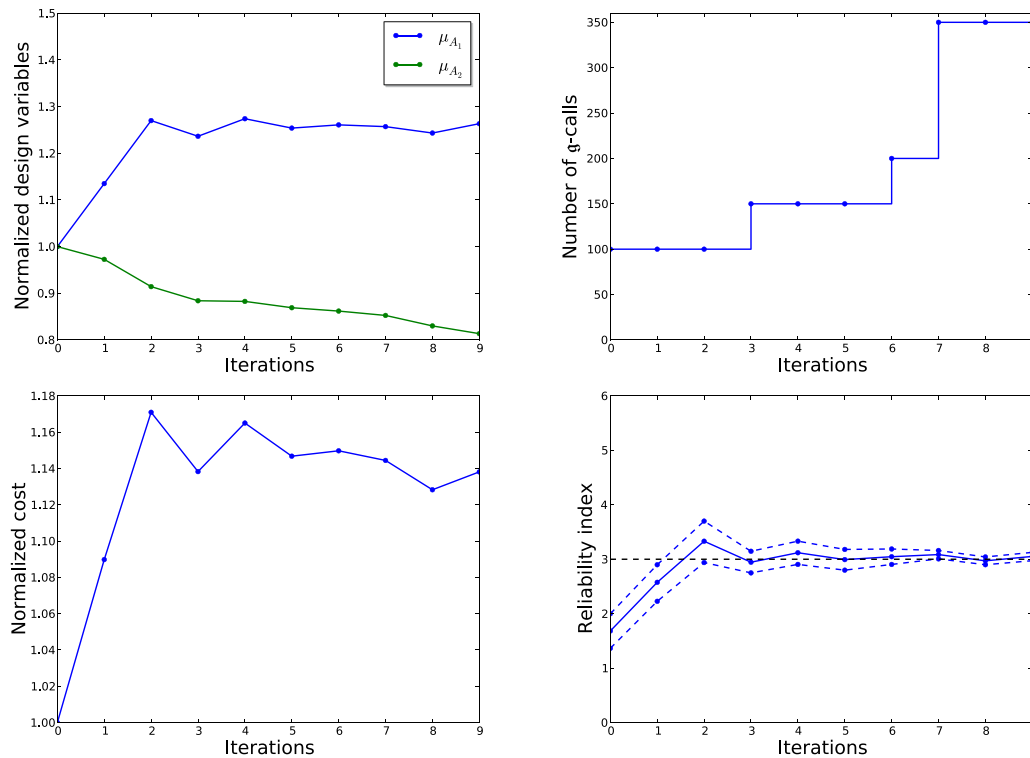 Normalized design variables
1.5
1.4
1.3
1.2
1.1
1.0
0.9
0.8
μ_{A_1}
μ_{A_2}
0 1 2 3 4 5 6 7 8 9
Iterations
Number of g-calls
350
300
250
200
150
100
50
0
0 1 2 3 4 5 6 7 8
Iterations
Normalized cost
1.18
1.16
1.14
1.12
1.10
1.08
1.06
1.04
1.02
1.00
0 1 2 3 4 5 6 7 8 9
Iterations
Reliability index
6
5
4
3
2
1
0
0 1 2 3 4 5 6 7 8
Iterations